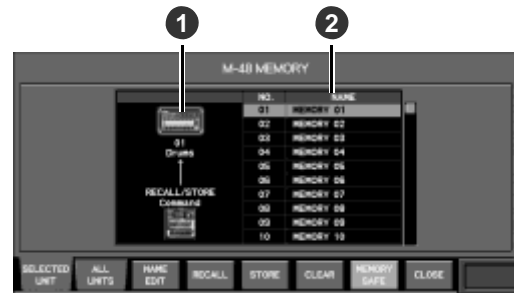 1 2
M-48 MEMORY
NO. NAME
01 MEMORY 01
02 MEMORY 02
03 MEMORY 03
04 MEMORY 04
05 MEMORY 05
06 MEMORY 06
07 MEMORY 07
08 MEMORY 08
09 MEMORY 09
10 MEMORY 10
01
Drums
RECALL/STORE
Command
SELECTED UNIT
ALL UNITS
NAME EDIT
RECALL
STORE
CLEAR
MEMORY SAFE
CLOSE